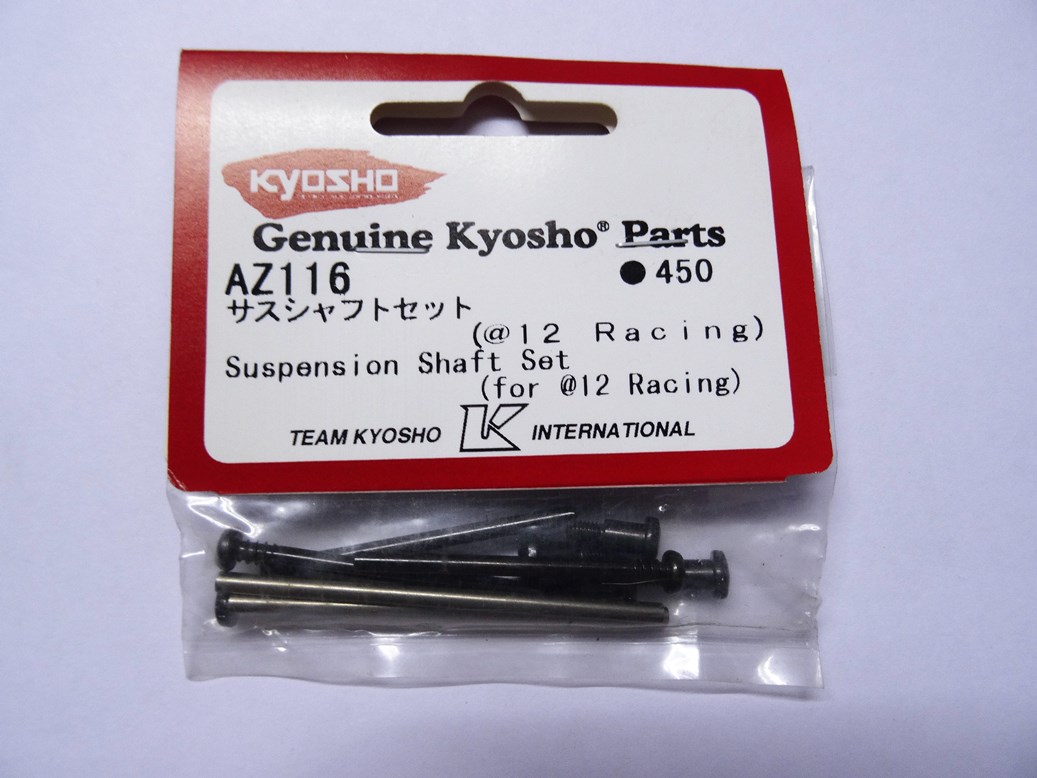 KYOSHO
Genuine Kyosho® Parts
AZ116 ●450
サスシャフトセット
(@12 Racing)
Suspension Shaft Set
(for @12 Racing)
TEAM KYOSHO K INTERNATIONAL